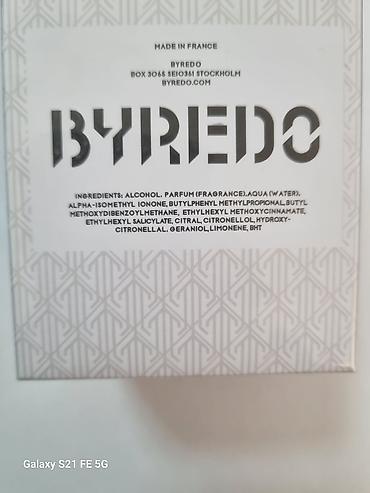 MADE IN FRANCE
BYREDO
BOX 3065 SE10361 STOCKHOLM
BYREDO.COM
BYREDO
INGREDIENTS: ALCOHOL, PARFUM (FRAGRANCE), AQUA (WATER),
ALPHA-ISOMETHYL IONONE, BUTYLPHENYL METHYLPROPIONAL, BUTYL
METHOXYDIBENZOYLMETHANE, ETHYLHEXYL METHOXYCINNAMATE,
ETHYLHEXYL SALICYLATE, CITRAL, CITRONELLOL, HYDROXY-
CITRONELLAL, GERANIOL, LIMONENE, BHT
Galaxy S21 FE 5G